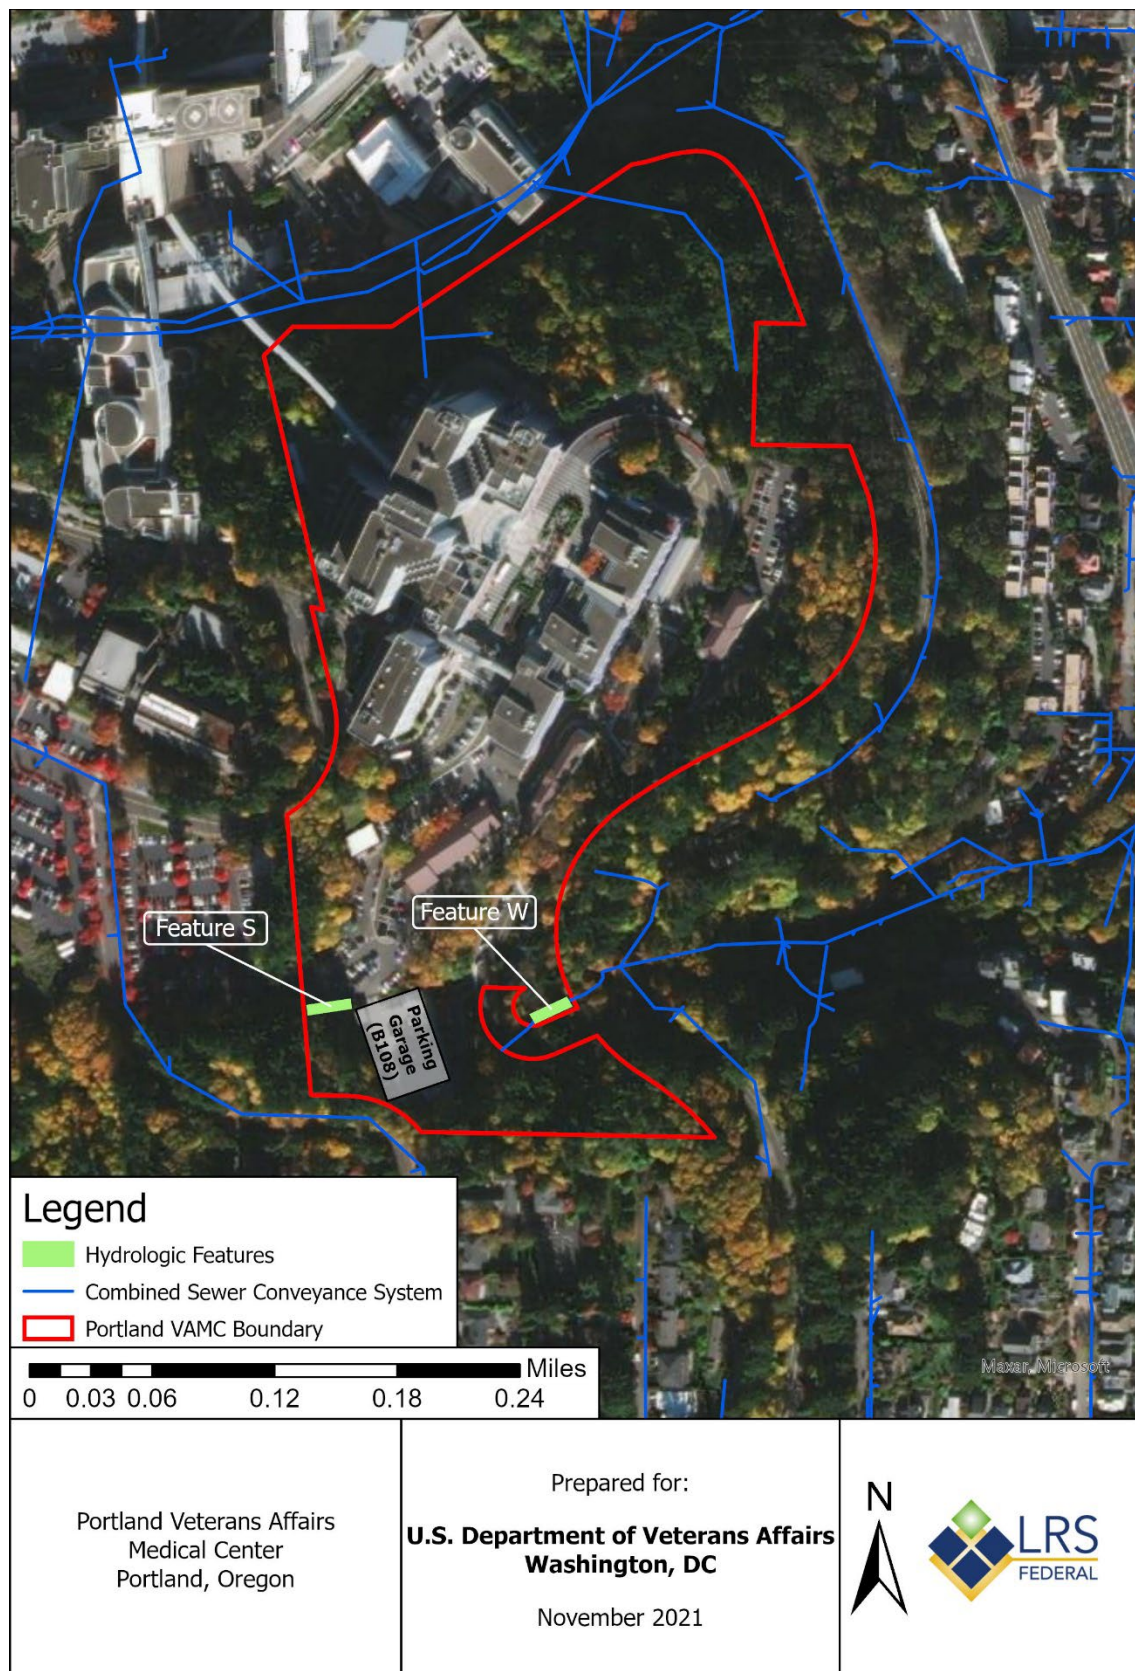 Feature S
Feature W
Parking
Garage
(B108)
Legend
Hydrologic Features
Combined Sewer Conveyance System
Portland VAMC Boundary
Maxar, Microsoft
Miles
0 0.03 0.06 0.12 0.18 0.24
Portland Veterans Affairs
Medical Center
Portland, Oregon
Prepared for:
U.S. Department of Veterans Affairs
Washington, DC
November 2021
N
LRS
FEDERAL